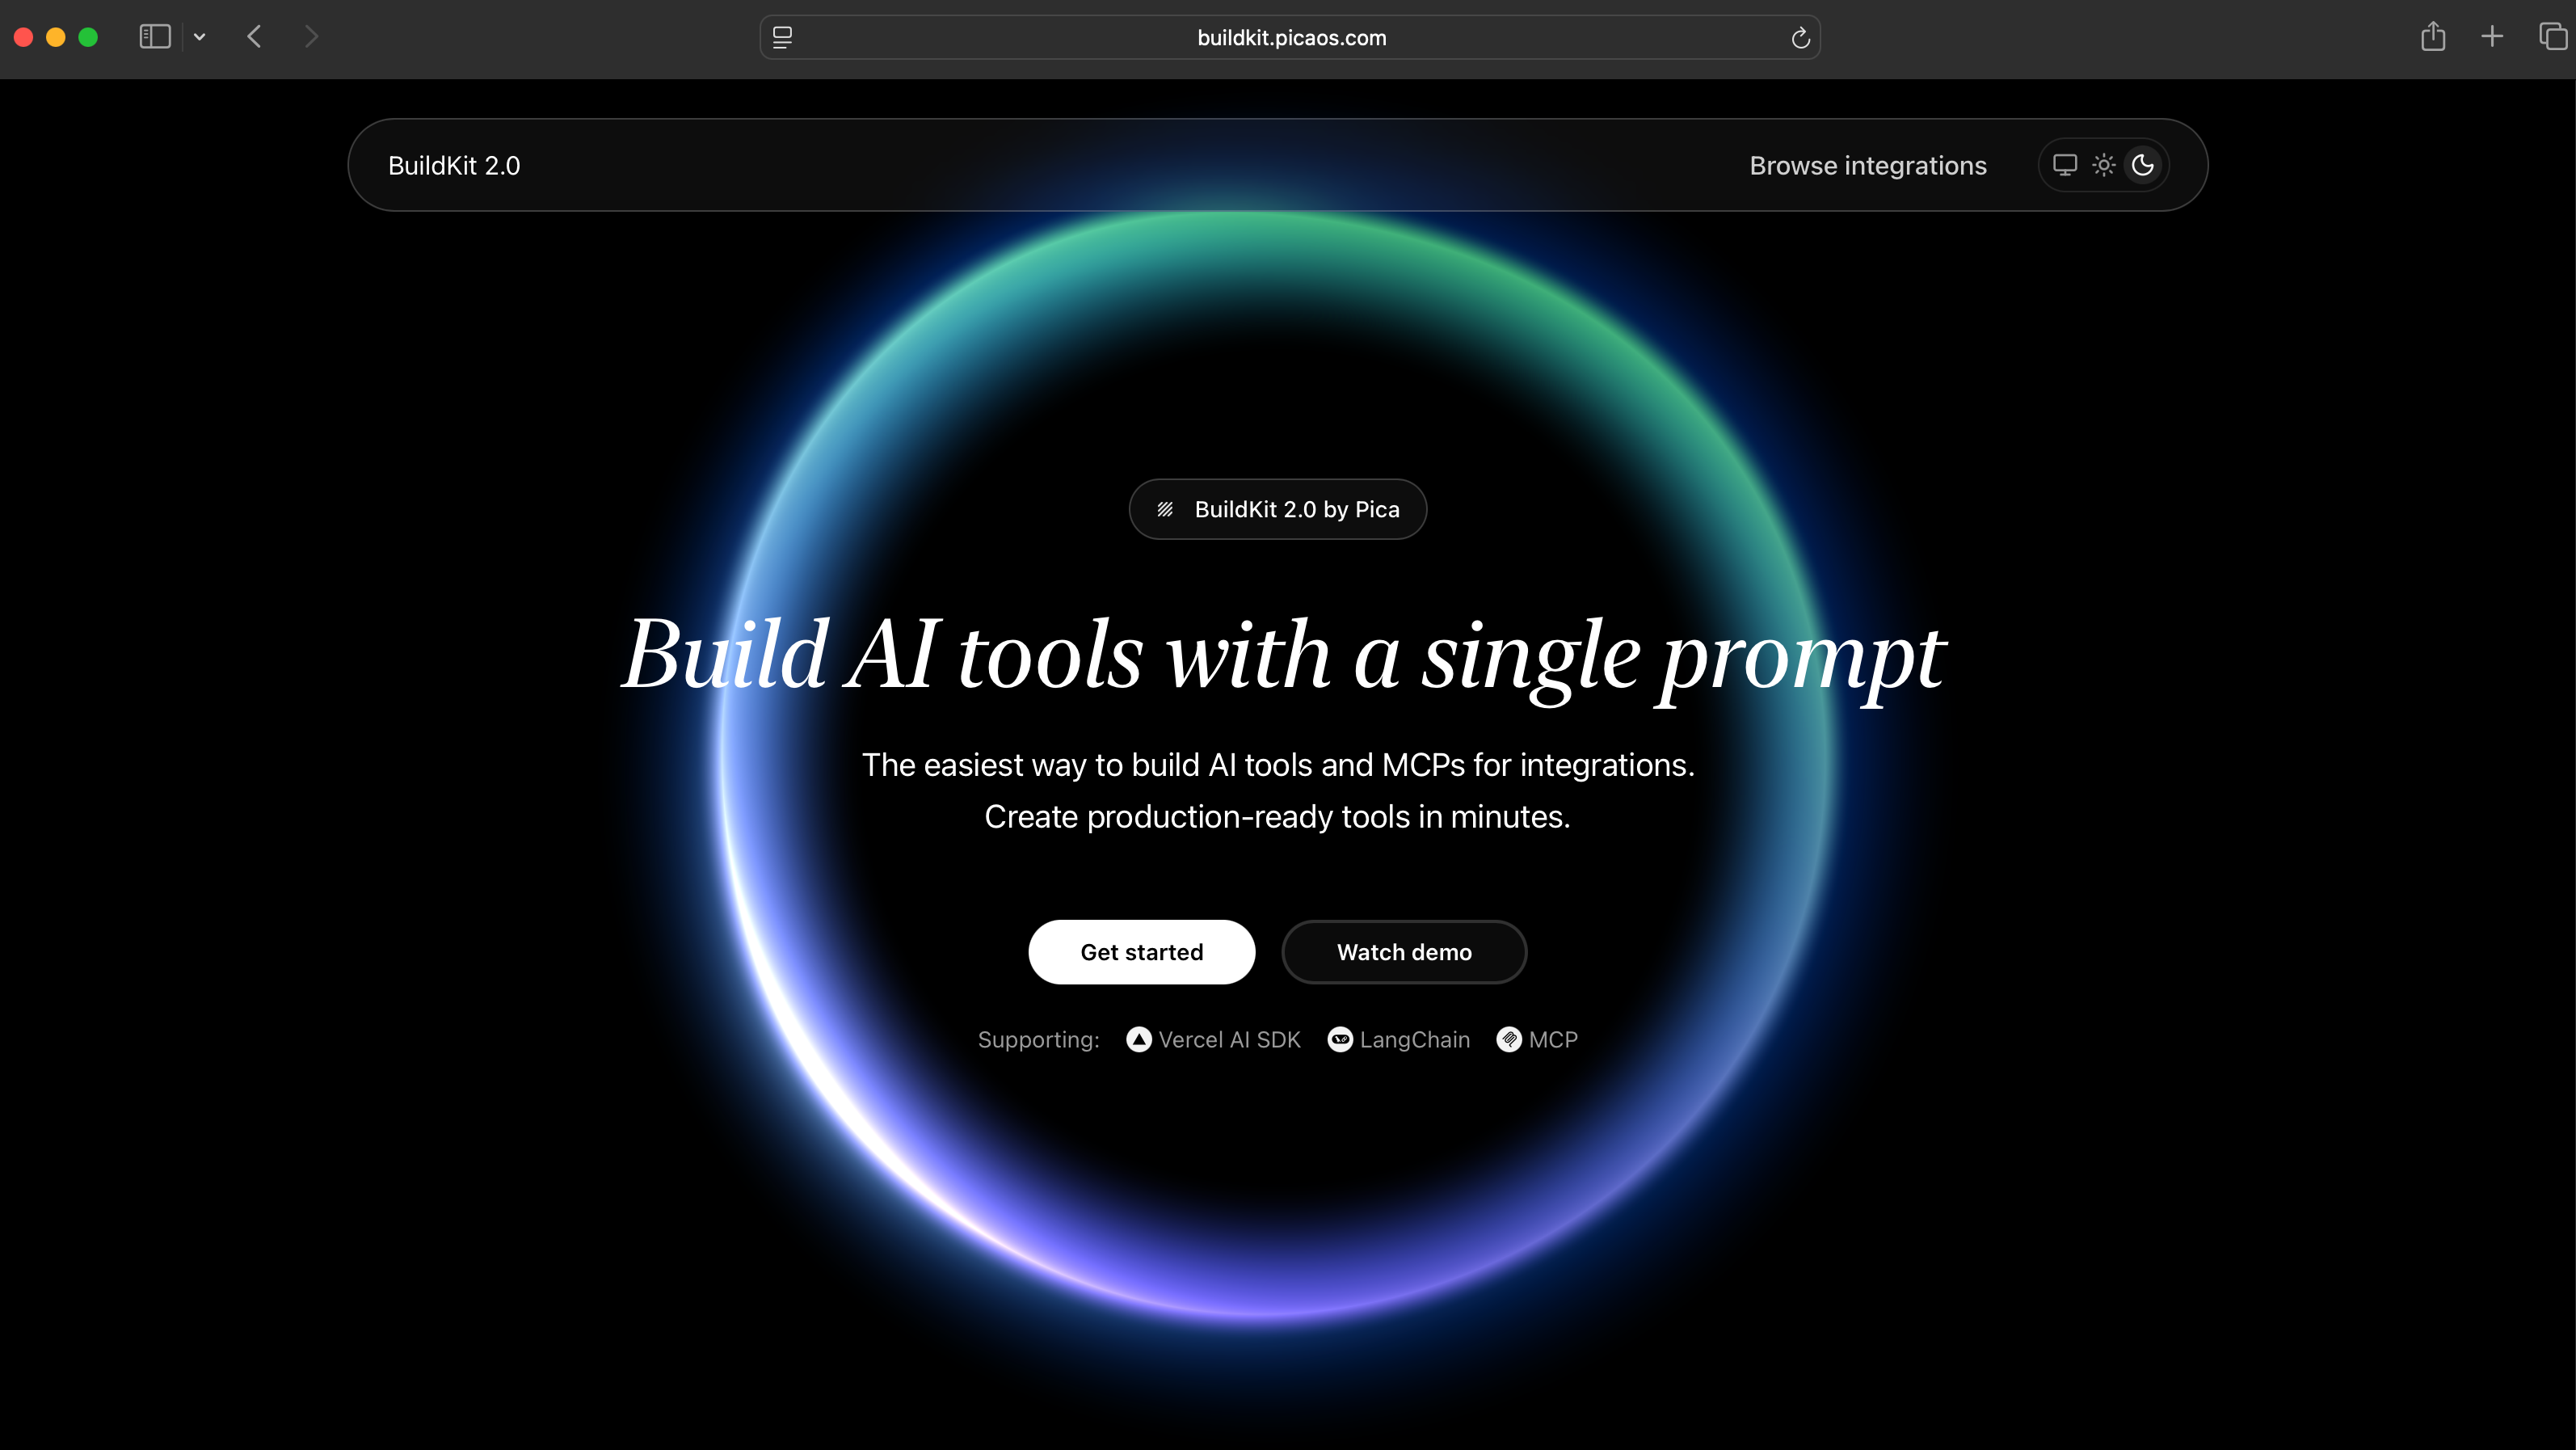 buildkit.picaos.com
BuildKit 2.0
Browse integrations
BuildKit 2.0 by Pica
Build AI tools with a single prompt
The easiest way to build AI tools and MCPs for integrations.
Create production-ready tools in minutes.
Get started
Watch demo
Supporting: Vercel AI SDK LangChain MCP